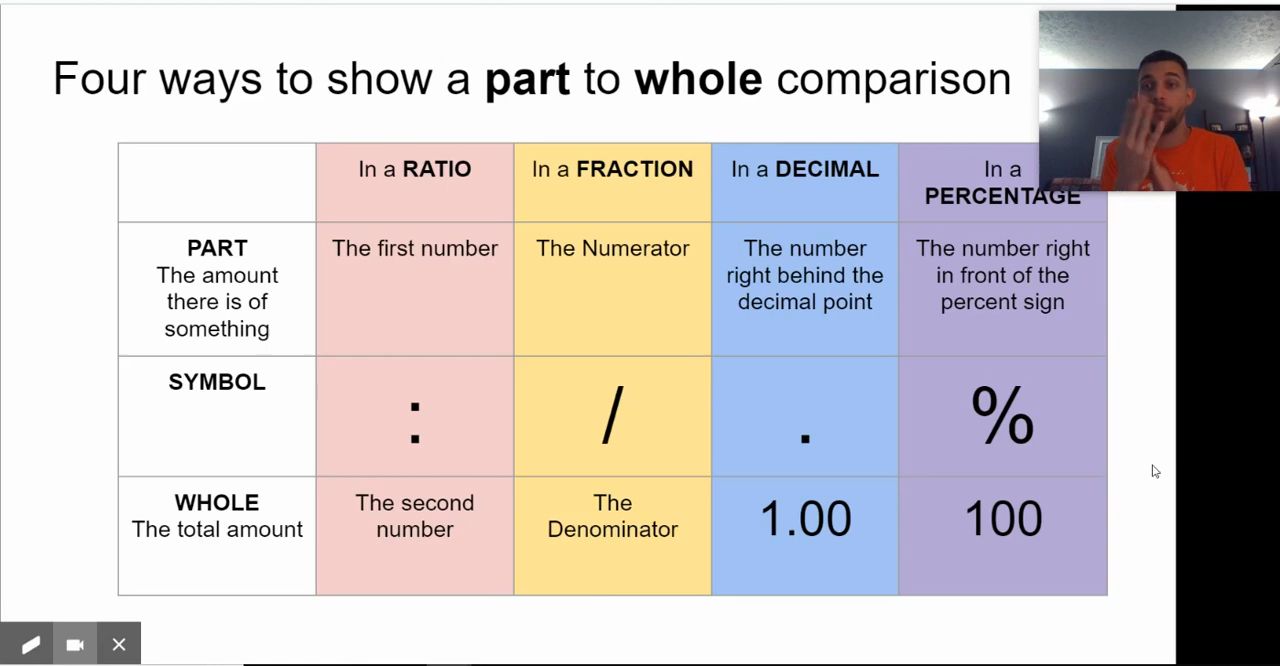 Four ways to show a part to whole comparison
In a RATIO
In a FRACTION
In a DECIMAL
In a
PERCENTAGE
PART
The amount
there is of
something
The first number
The Numerator
The number
right behind the
decimal point
The number right
in front of the
percent sign
SYMBOL
:
/
.
%
WHOLE
The total amount
The second
number
The
Denominator
1.00
100